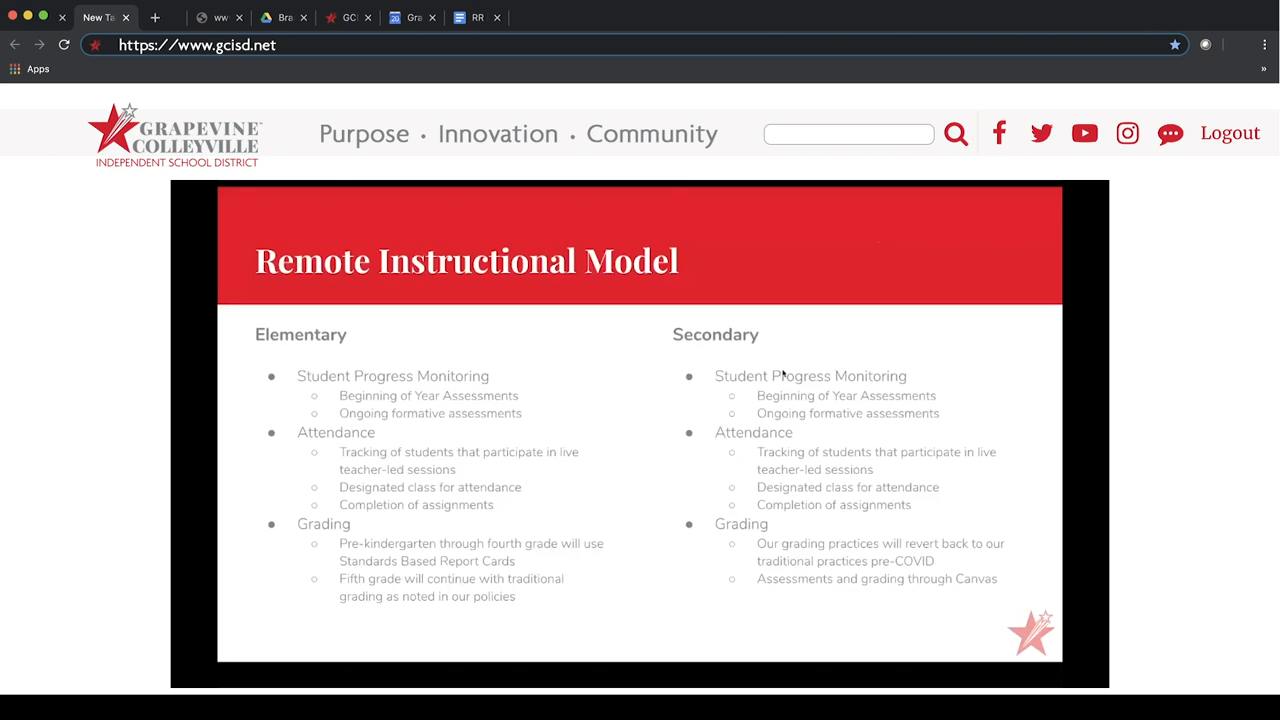 New Ta
ww
Bra
GCI
Gra
RR
https://www.gcisd.net
Apps
GRAPEVINE
COLLEYVILLE
INDEPENDENT SCHOOL DISTRICT
Purpose • Innovation • Community
Logout
Remote Instructional Model
Elementary
Student Progress Monitoring
Beginning of Year Assessments
Ongoing formative assessments
Attendance
Tracking of students that participate in live
teacher-led sessions
Designated class for attendance
Completion of assignments
Grading
Pre-kindergarten through fourth grade will use
Standards Based Report Cards
Fifth grade will continue with traditional
grading as noted in our policies
Secondary
Student Progress Monitoring
Beginning of Year Assessments
Ongoing formative assessments
Attendance
Tracking of students that participate in live
teacher-led sessions
Designated class for attendance
Completion of assignments
Grading
Our grading practices will revert back to our
traditional practices pre-COVID
Assessments and grading through Canvas